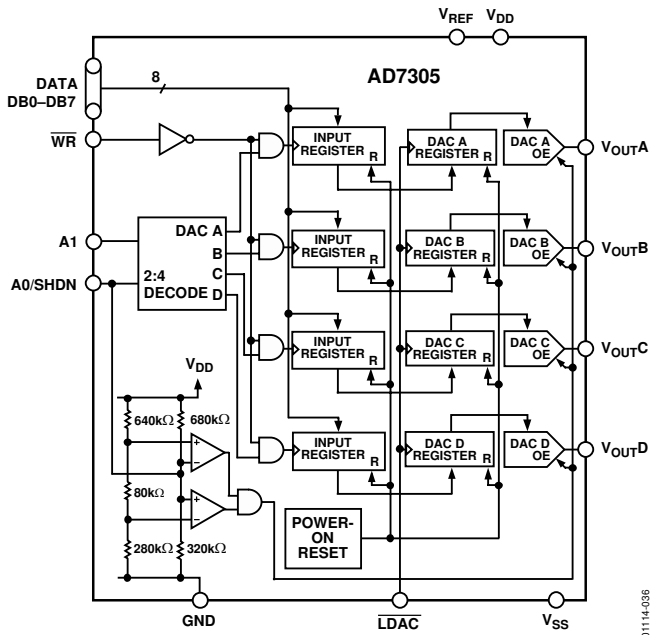 VREF VDD
AD7305
DATA
DB0–DB7
8
WR
A1
A0/SHDN
2:4
DECODE
DAC A
B
C
D
INPUT
REGISTER
R
DAC A
REGISTER R
DAC A
OE
VOUTA
INPUT
REGISTER
R
DAC B
REGISTER R
DAC B
OE
VOUTB
INPUT
REGISTER
R
DAC C
REGISTER R
DAC C
OE
VOUTC
INPUT
REGISTER
R
DAC D
REGISTER R
DAC D
OE
VOUTD
VDD
640kΩ 680kΩ
+
−
80kΩ
+
−
280kΩ 320kΩ
POWER-
ON
RESET
GND
LDAC
VSS
01114-036